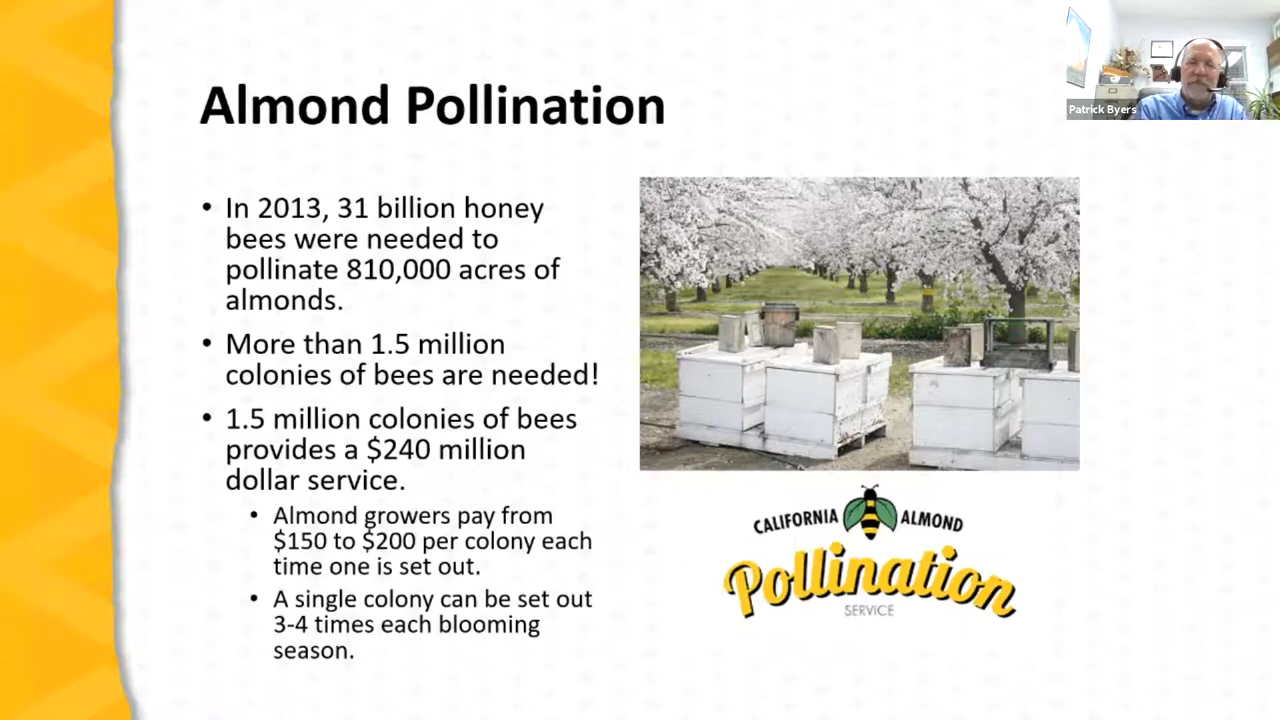 Almond Pollination
Patrick Byers
• In 2013, 31 billion honey
bees were needed to
pollinate 810,000 acres of
almonds.
• More than 1.5 million
colonies of bees are needed!
• 1.5 million colonies of bees
provides a $240 million
dollar service.
• Almond growers pay from
$150 to $200 per colony each
time one is set out.
• A single colony can be set out
3-4 times each blooming
season.
CALIFORNIA ALMOND
Pollination
SERVICE